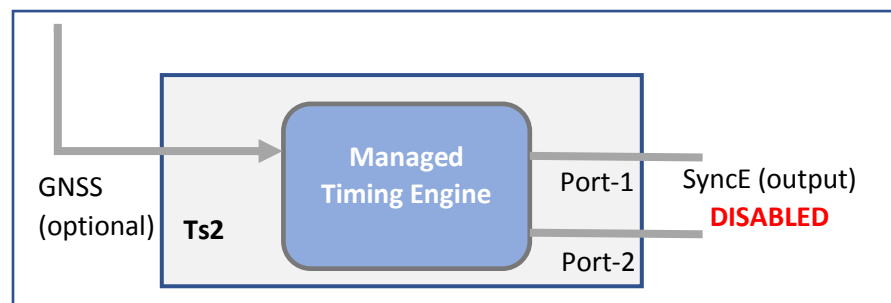 GNSS
(optional)
Ts2
Managed
Timing Engine
Port-1
Port-2
SyncE (output)
DISABLED